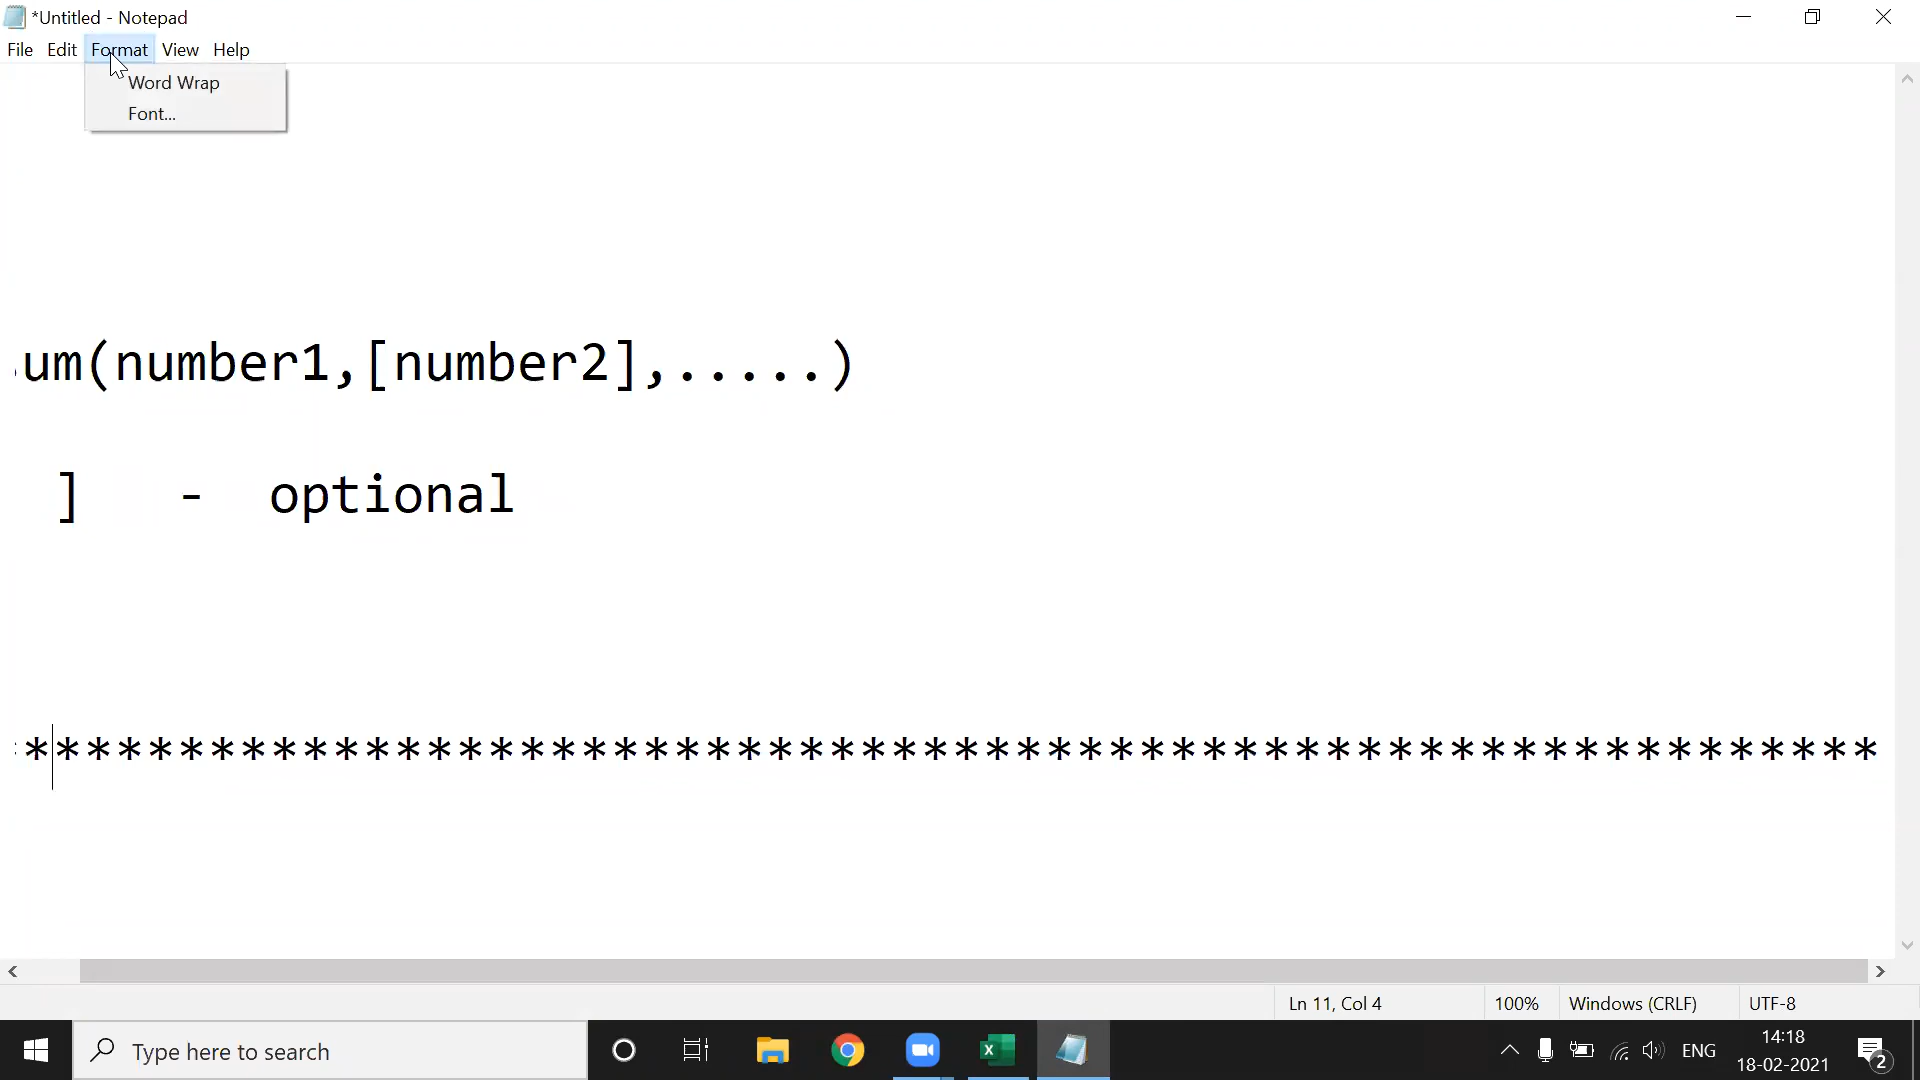 *Untitled - Notepad
File Edit Format View Help
Word Wrap
Font...
um(number1,[number2],.....)
] - optional
************************************************************
Ln 11, Col 4 100% Windows (CRLF) UTF-8
Type here to search
ENG
14:18
18-02-2021
2